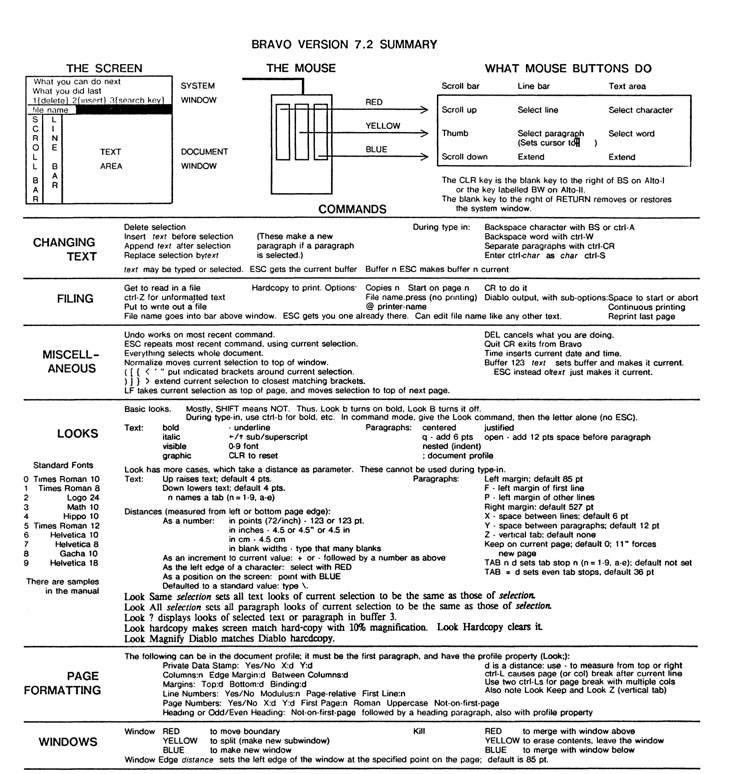 BRAVO VERSION 7.2 SUMMARY
THE SCREEN
What you can do next
What you did last
1{delete} 2{insert} 3{search key}
file name
SCROLL BAR
LINE BAR
TEXT
AREA
SYSTEM
WINDOW
DOCUMENT
WINDOW
THE MOUSE
RED
YELLOW
BLUE
WHAT MOUSE BUTTONS DO
Scroll bar Line bar Text area
Scroll up Select line Select character
Thumb Select paragraph Select word
(Sets cursor to )
Scroll down Extend Extend
The CLR key is the blank key to the right of BS on Alto-I
or the key labelled BW on Alto-II.
The blank key to the right of RETURN removes or restores
the system window.
COMMANDS
CHANGING
TEXT
Delete selection
Insert text before selection
Append text after selection
Replace selection bytext
(These make a new
paragraph if a paragraph
is selected.)
During type in:
Backspace character with BS or ctrl-A
Backspace word with ctrl-W
Separate paragraphs with ctrl-CR
Enter ctrl-char as char ctrl-S
text may be typed or selected. ESC gets the current buffer Buffer n ESC makes buffer n current
FILING
Get to read in a file
ctrl-Z for unformatted text
Put to write out a file
Hardcopy to print. Options:
Copies n Start on page n
File name.press (no printing)
@ printer-name
CR to do it
Diablo output, with sub-options:Space to start or abort
Continuous printing
Reprint last page
File name goes into bar above window. ESC gets you one already there. Can edit file name like any other text.
MISCELL-
ANEOUS
Undo works on most recent command.
ESC repeats most recent command, using current selection.
Everything selects whole document.
Normalize moves current selection to top of window.
( [ { < ' " put indicated brackets around current selection.
) ] } > extend current selection to closest matching brackets.
LF takes current selection as top of page, and moves selection to top of next page.
DEL cancels what you are doing.
Quit CR exits from Bravo
Time inserts current date and time.
Buffer 123 text sets buffer and makes it current.
ESC instead oftext just makes it current.
LOOKS
Basic looks. Mostly, SHIFT means NOT. Thus, Look b turns on bold, Look B turns it off.
During type-in, use ctrl-b for bold, etc. In command mode, give the Look command, then the letter alone (no ESC).
Text: bold - underline Paragraphs: centered justified
italic +/↑ sub/superscript q - add 6 pts open - add 12 pts space before paragraph
visible 0-9 font nested (indent)
graphic CLR to reset ; document profile
Standard Fonts
0 Times Roman 10
1 Times Roman 8
2 Logo 24
3 Math 10
4 Hippo 10
5 Times Roman 12
6 Helvetica 10
7 Helvetica 8
8 Gacha 10
9 Helvetica 18
There are samples
in the manual
Look has more cases, which take a distance as parameter. These cannot be used during type-in.
Text: Up raises text; default 4 pts.
Down lowers text; default 4 pts.
n names a tab (n = 1-9, a-e)
Distances (measured from left or bottom page edge):
As a number: in points (72/inch) - 123 or 123 pt.
in inches - 4.5 or 4.5" or 4.5 in
in cm - 4.5 cm
in blank widths - type that many blanks
As an increment to current value: + or - followed by a number as above
As the left edge of a character: select with RED
As a position on the screen: point with BLUE
Defaulted to a standard value: type \.
Paragraphs: Left margin; default 85 pt
F - left margin of first line
P - left margin of other lines
Right margin: default 527 pt
X - space between lines; default 6 pt
Y - space between paragraphs; default 12 pt
Z - vertical tab; default none
Keep on current page; default 0; 11" forces
new page
TAB n d sets tab stop n (n = 1-9, a-e); default not set
TAB = d sets even tab stops, default 36 pt
Look Same selection sets all text looks of current selection to be the same as those of selection.
Look All selection sets all paragraph looks of current selection to be the same as those of selection.
Look ? displays looks of selected text or paragraph in buffer 3.
Look hardcopy makes screen match hard-copy with 10% magnification. Look Hardcopy clears it.
Look Magnify Diablo matches Diablo hardcopy.
PAGE
FORMATTING
The following can be in the document profile; it must be the first paragraph, and have the profile property (Look;):
Private Data Stamp: Yes/No X:d Y:d
Columns:n Edge Margin:d Between Columns:d
Margins: Top:d Bottom:d Binding:d
Line Numbers: Yes/No Modulus:n Page-relative First Line:n
Page Numbers: Yes/No X:d Y:d First Page:n Roman Uppercase Not-on-first-page
Heading or Odd/Even Heading: Not-on-first-page followed by a heading paragraph, also with profile property
d is a distance: use - to measure from top or right
ctrl-L causes page (or col) break after current line
Use two ctrl-Ls for page break with multiple cols
Also note Look Keep and Look Z (vertical tab)
WINDOWS
Window RED to move boundary
YELLOW to split (make new subwindow)
BLUE to make new window
Kill RED to merge with window above
YELLOW to erase contents, leave the window
BLUE to merge with window below
Window Edge distance sets the left edge of the window at the specified point on the page; default is 85 pt.